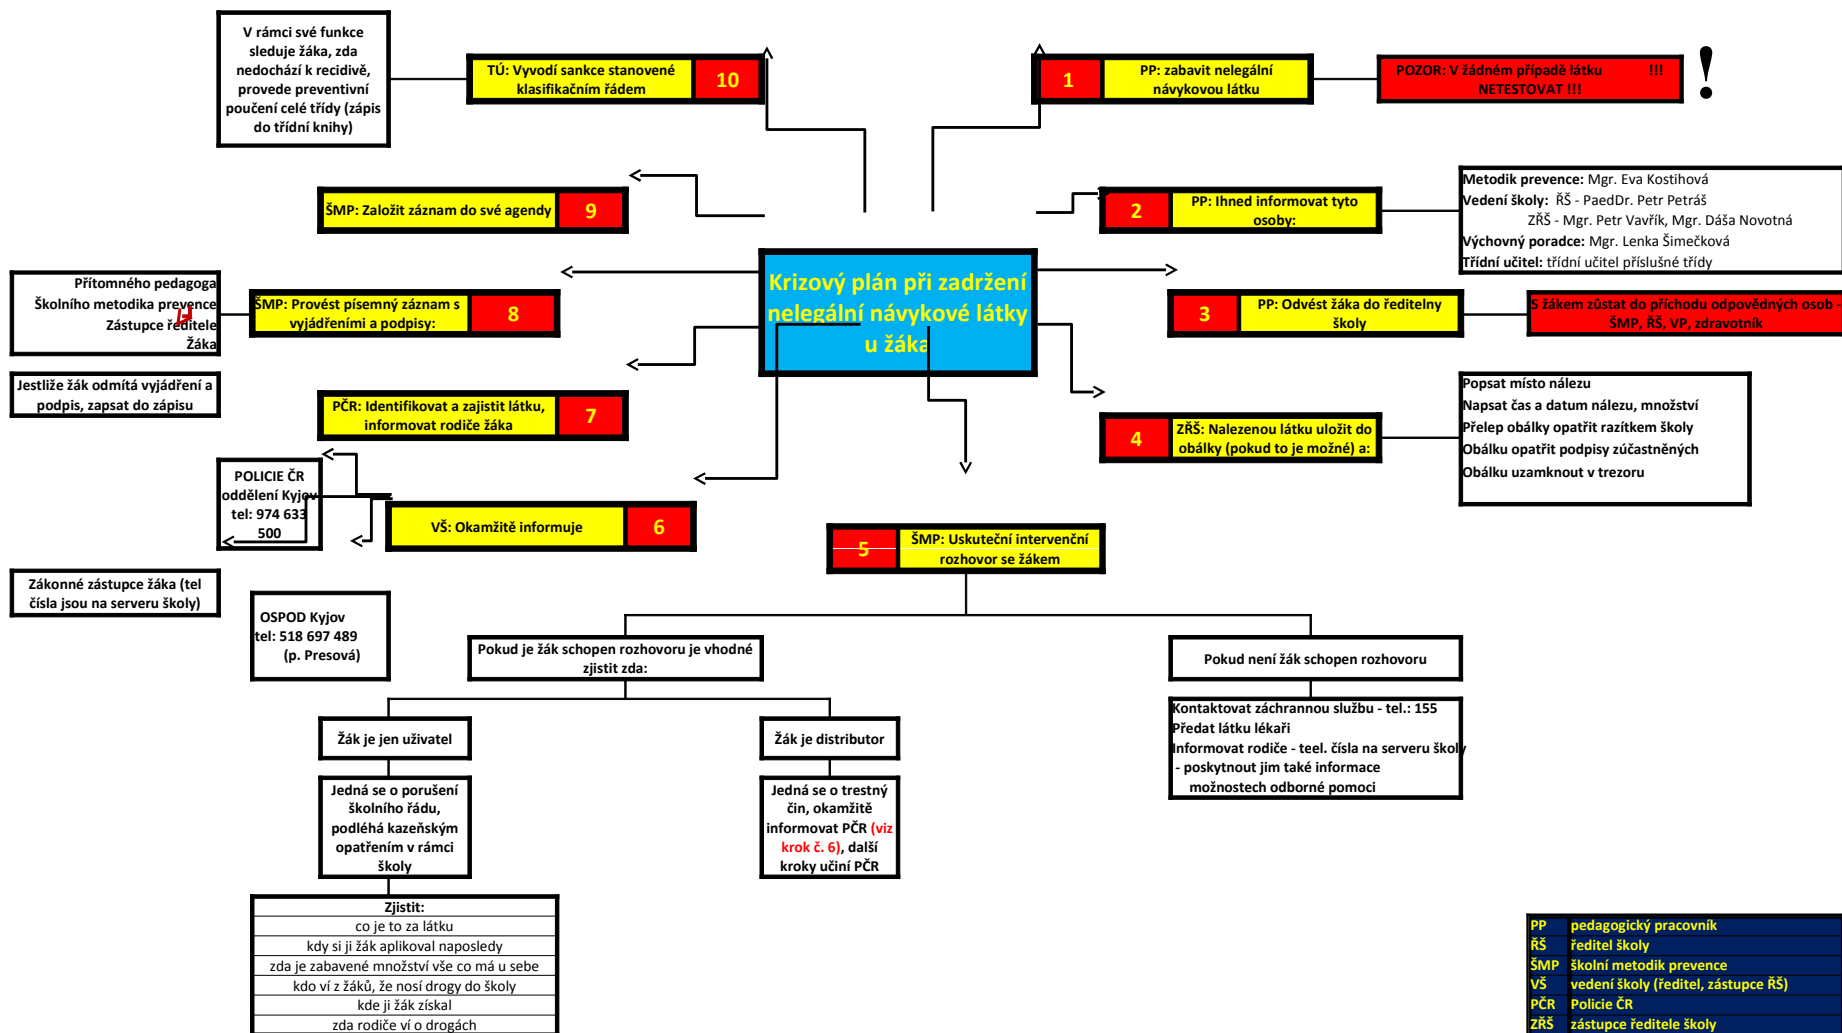 Krizový plán při zadržení
nelegální návykové látky
u žáka
1
PP: zabavit nelegální
návykovou látku
POZOR: V žádném případě látku !!!
NETESTOVAT !!!
!
2
PP: Ihned informovat tyto
osoby:
Metodik prevence: Mgr. Eva Kostihová
Vedení školy: ŘŠ - PaedDr. Petr Petráš
ZŘŠ - Mgr. Petr Vavřík, Mgr. Dáša Novotná
Výchovný poradce: Mgr. Lenka Šimečková
Třídní učitel: třídní učitel příslušné třídy
3
PP: Odvést žáka do ředitelny
školy
S žákem zůstat do příchodu odpovědných osob -
ŠMP, ŘŠ, VP, zdravotník
4
ZŘŠ: Nalezenou látku uložit do
obálky (pokud to je možné) a:
Popsat místo nálezu
Napsat čas a datum nálezu, množství
Přelep obálky opatřit razítkem školy
Obálku opatřit podpisy zúčastněných
Obálku uzamknout v trezoru
5
ŠMP: Uskuteční intervenční
rozhovor se žákem
Pokud je žák schopen rozhovoru je vhodné
zjistit zda:
Žák je jen uživatel
Jedná se o porušení
školního řádu,
podléhá kazeňským
opatřením v rámci
školy
Zjistit:
co je to za látku
kdy si ji žák aplikoval naposledy
zda je zabavené množství vše co má u sebe
kdo ví z žáků, že nosí drogy do školy
kde ji žák získal
zda rodiče ví o drogách
Žák je distributor
Jedná se o trestný
čin, okamžitě
informovat PČR (viz
krok č. 6), další
kroky učiní PČR
Pokud není žák schopen rozhovoru
Kontaktovat záchrannou službu - tel.: 155
Předat látku lékaři
Informovat rodiče - teel. čísla na serveru školy
- poskytnout jim také informace
možnostech odborné pomoci
6
VŠ: Okamžitě informuje
POLICIE ČR
oddělení Kyjov
tel: 974 633
500
Zákonné zástupce žáka (tel
čísla jsou na serveru školy)
OSPOD Kyjov
tel: 518 697 489
(p. Presová)
7
PČR: Identifikovat a zajistit látku,
informovat rodiče žáka
8
ŠMP: Provést písemný záznam s
vyjádřeními a podpisy:
Přítomného pedagoga
Školního metodika prevence
Zástupce ředitele
Žáka
Jestliže žák odmítá vyjádření a
podpis, zapsat do zápisu
9
ŠMP: Založit záznam do své agendy
10
TÚ: Vyvodí sankce stanovené
klasifikačním řádem
V rámci své funkce
sleduje žáka, zda
nedochází k recidivě,
provede preventivní
poučení celé třídy (zápis
do třídní knihy)
PP pedagogický pracovník
ŘŠ ředitel školy
ŠMP školní metodik prevence
VŠ vedení školy (ředitel, zástupce ŘŠ)
PČR Policie ČR
ZŘŠ zástupce ředitele školy